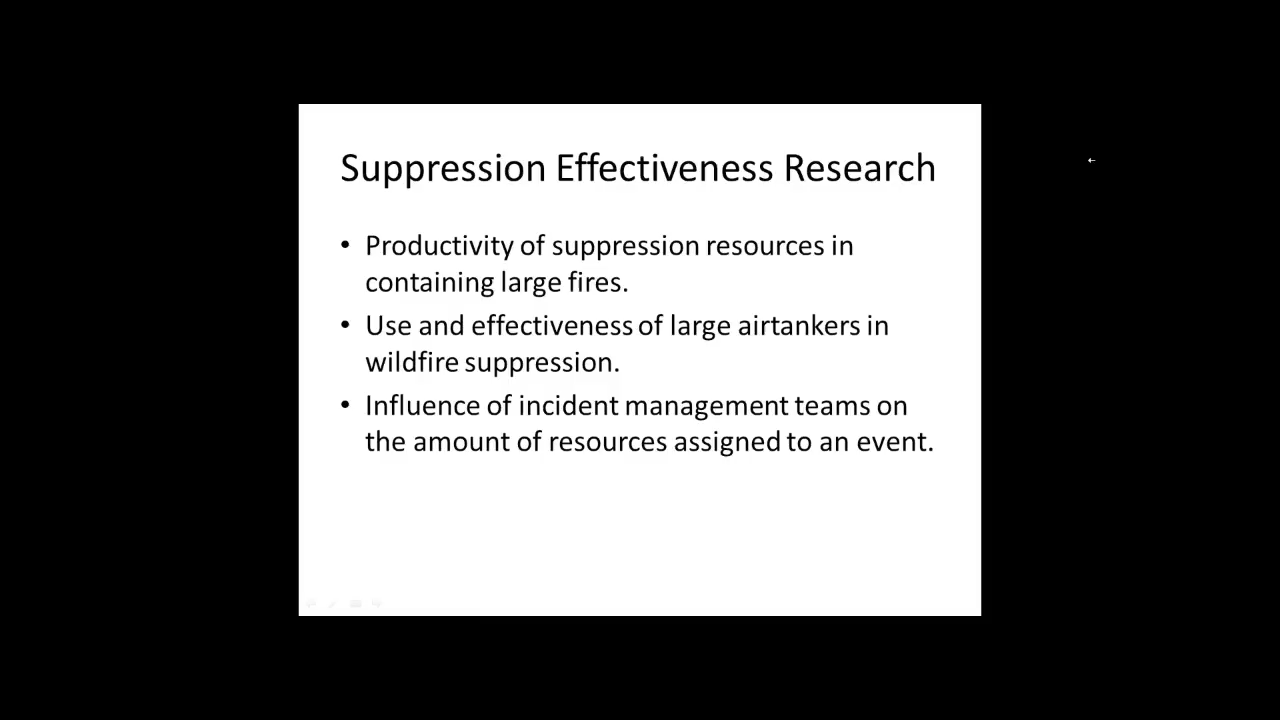 Suppression Effectiveness Research
• Productivity of suppression resources in
containing large fires.
• Use and effectiveness of large airtankers in
wildfire suppression.
• Influence of incident management teams on
the amount of resources assigned to an event.